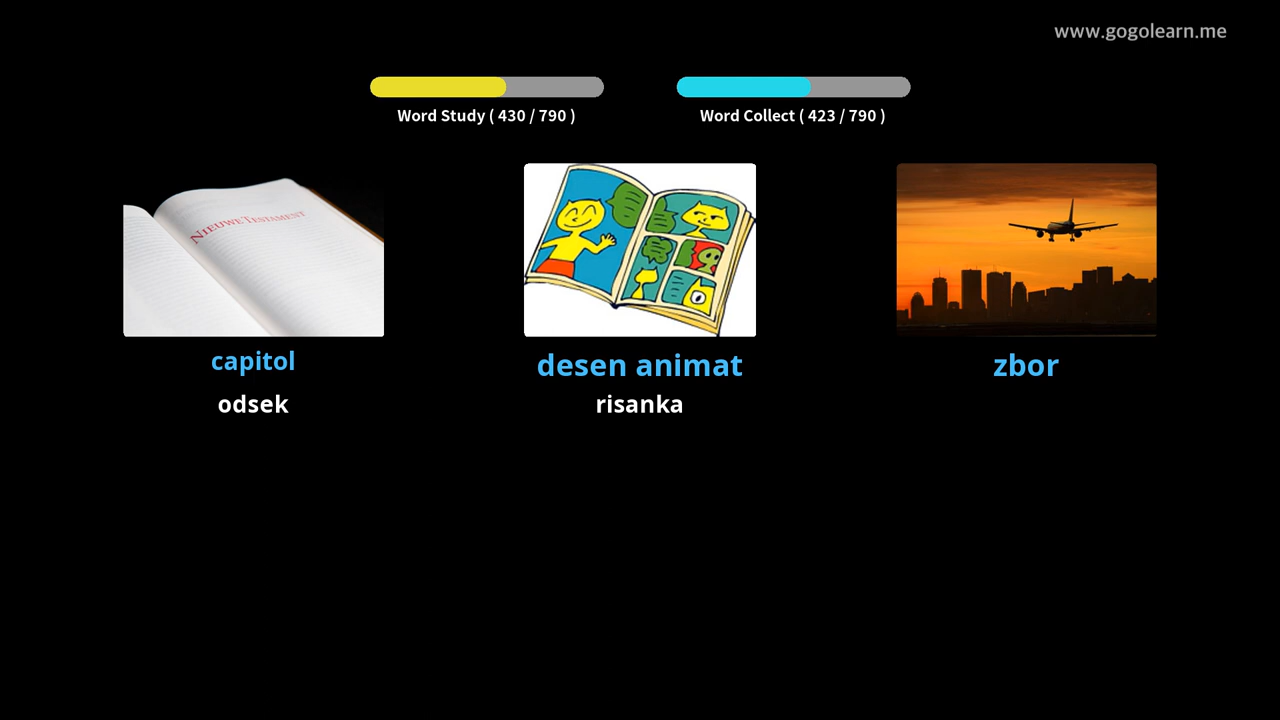 www.gogolearn.me
Word Study ( 430 / 790 )
Word Collect ( 423 / 790 )
NIEUWE TESTAMENT
capitol
desen animat
zbor
odsek
risanka